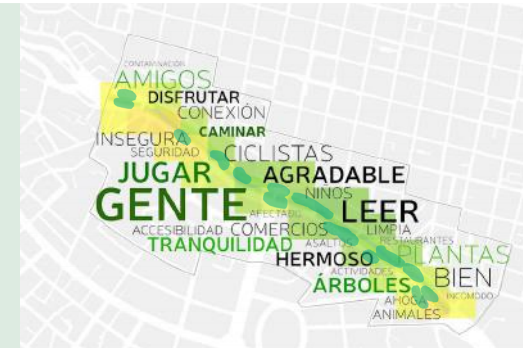 CONTAMINACIÓN
AMIGOS
DISFRUTAR
CONEXIÓN
CAMINAR
INSEGURA
SEGURIDAD
CICLISTAS
JUGAR
AGRADABLE
NIÑOS
GENTE
AFECTADO
LEER
ACCESIBILIDAD
COMERCIOS
LIMPIA
TRANQUILIDAD
ASALTOS
RESTAURANTES
HERMOSO
PLANTAS
ACTIVIDADES
BIEN
ÁRBOLES
AHOGA
INCOMODO
ANIMALES